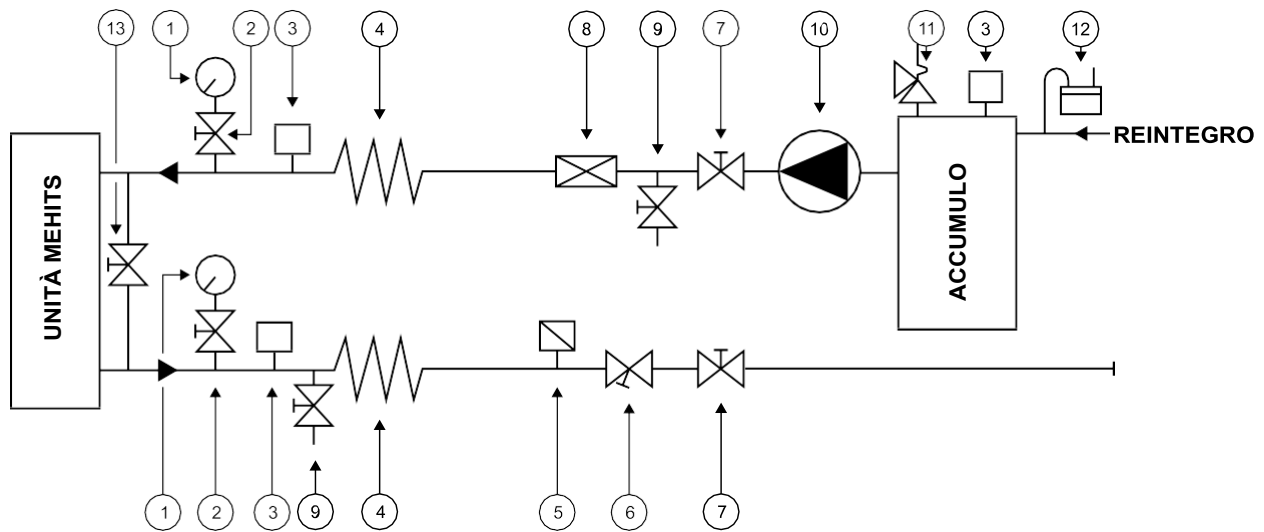 13 1 2 3 4 8 9 7 10 11 3 12
REINTEGRO
UNITÀ MEHITS
ACCUMULO
1 2 3 9 4 5 6 7